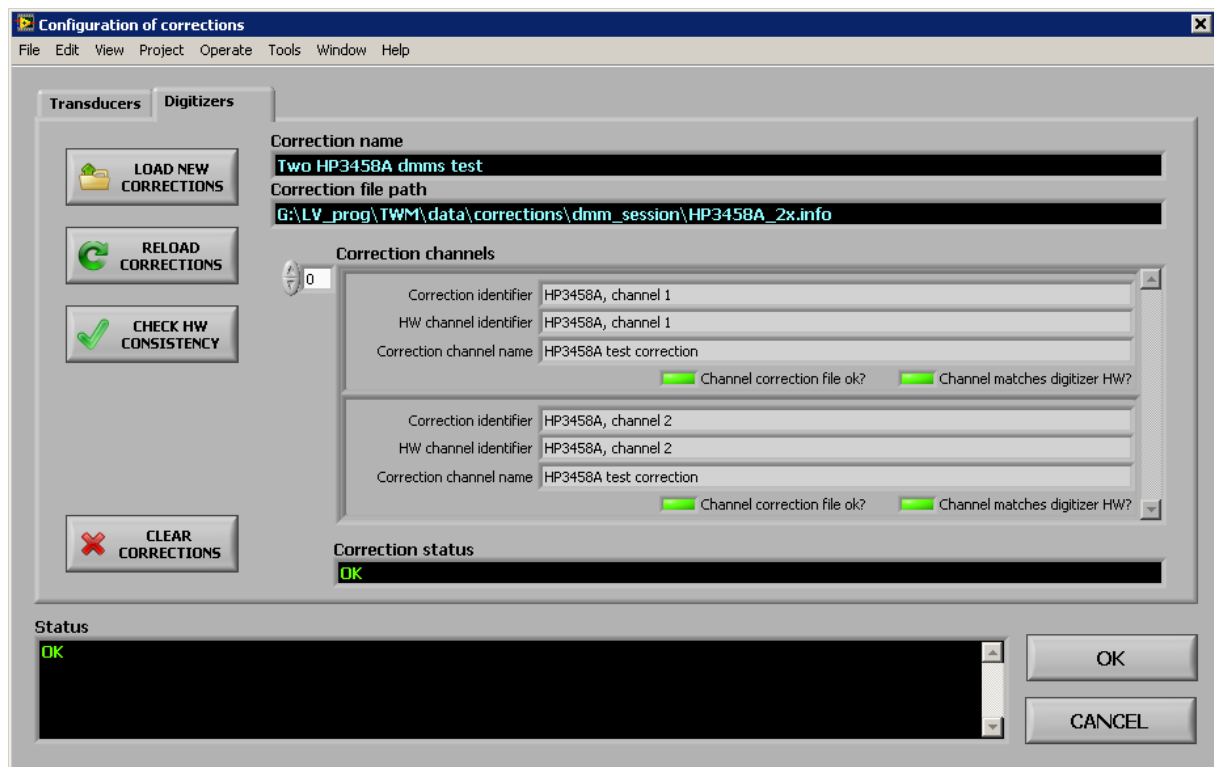 Configuration of corrections
File Edit View Project Operate Tools Window Help
Transducers Digitizers
LOAD NEW
CORRECTIONS
RELOAD
CORRECTIONS
CHECK HW
CONSISTENCY
CLEAR
CORRECTIONS
Correction name
Two HP3458A dmms test
Correction file path
G:\LV_prog\TWM\data\corrections\dmm_session\HP3458A_2x.info
Correction channels
0
Correction identifier HP3458A, channel 1
HW channel identifier HP3458A, channel 1
Correction channel name HP3458A test correction
Channel correction file ok? Channel matches digitizer HW?
Correction identifier HP3458A, channel 2
HW channel identifier HP3458A, channel 2
Correction channel name HP3458A test correction
Channel correction file ok? Channel matches digitizer HW?
Correction status
OK
Status
OK
OK
CANCEL